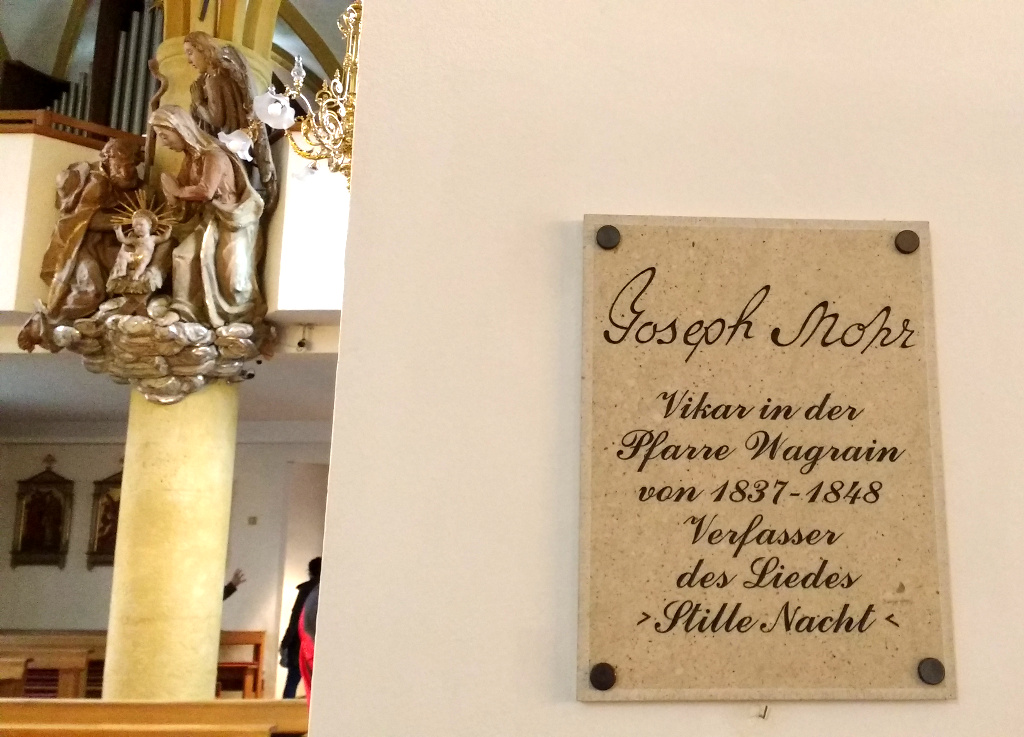 Joseph Mohr
Vikar in der
Pfarre Wagrain
von 1837-1848
Verfasser
des Liedes
>Stille Nacht<